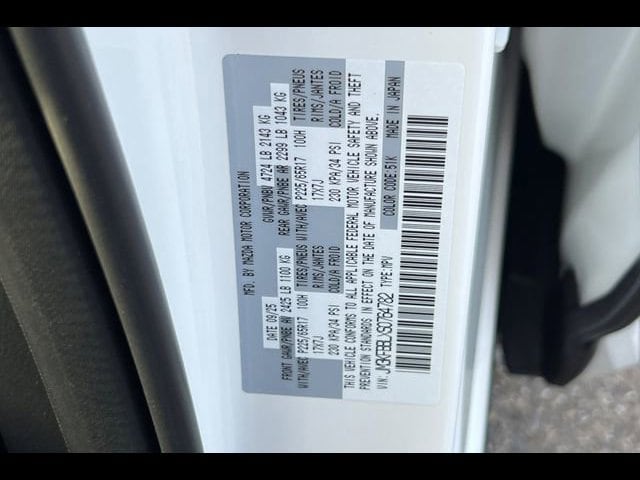 MFD. BY MAZDA MOTOR CORPORATION
DATE 09/25 GVWR/PNBV 4724 LB 2143 KG
FRONT GAWR/PNBE AV 2425 LB 1100 KG REAR GAWR/PNBE AR 2299 LB 1043 KG
WITH/AVEC P225/65R17 100H TIRES/PNEUS WITH/AVEC P225/65R17 100H TIRES/PNEUS
17X7J RIMS/JANTES 17X7J RIMS/JANTES
230 KPA/34 PSI COLD/A FROID 230 KPA/34 PSI COLD/A FROID
THIS VEHICLE CONFORMS TO ALL APPLICABLE FEDERAL MOTOR VEHICLE SAFETY AND THEFT
PREVENTION STANDARDS IN EFFECT ON THE DATE OF MANUFACTURE SHOWN ABOVE.
VIN: TYPE: MPV COLOR CODE: 51K MADE IN JAPAN